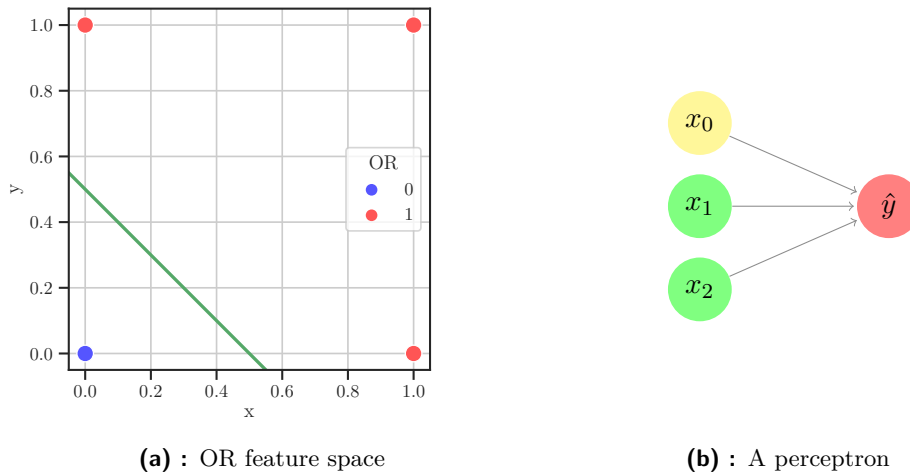 1.0
0.8
0.6
0.4
0.2
0.0
y
0.0 0.2 0.4 0.6 0.8 1.0
x
OR
0
1
(a) : OR feature space
x₀
x₁
x₂
ŷ
(b) : A perceptron